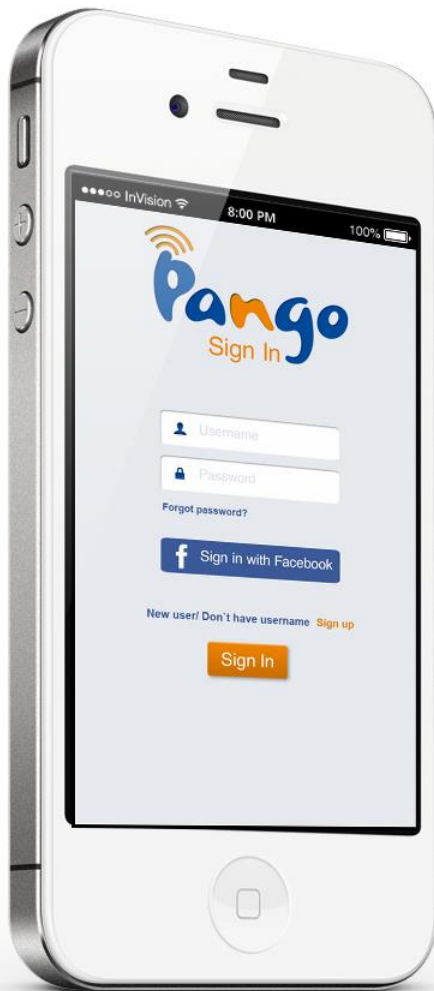 InVision 8:00 PM 100%
Pango
Sign In
Username
Password
Forgot password?
f Sign in with Facebook
New user/ Don`t have username Sign up
Sign In